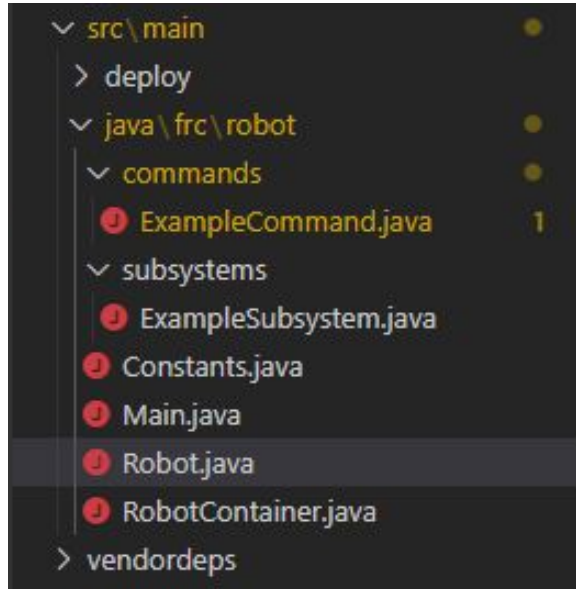 src\main
deploy
java\frc\robot
commands
J ExampleCommand.java 1
subsystems
J ExampleSubsystem.java
J Constants.java
J Main.java
J Robot.java
J RobotContainer.java
vendordeps